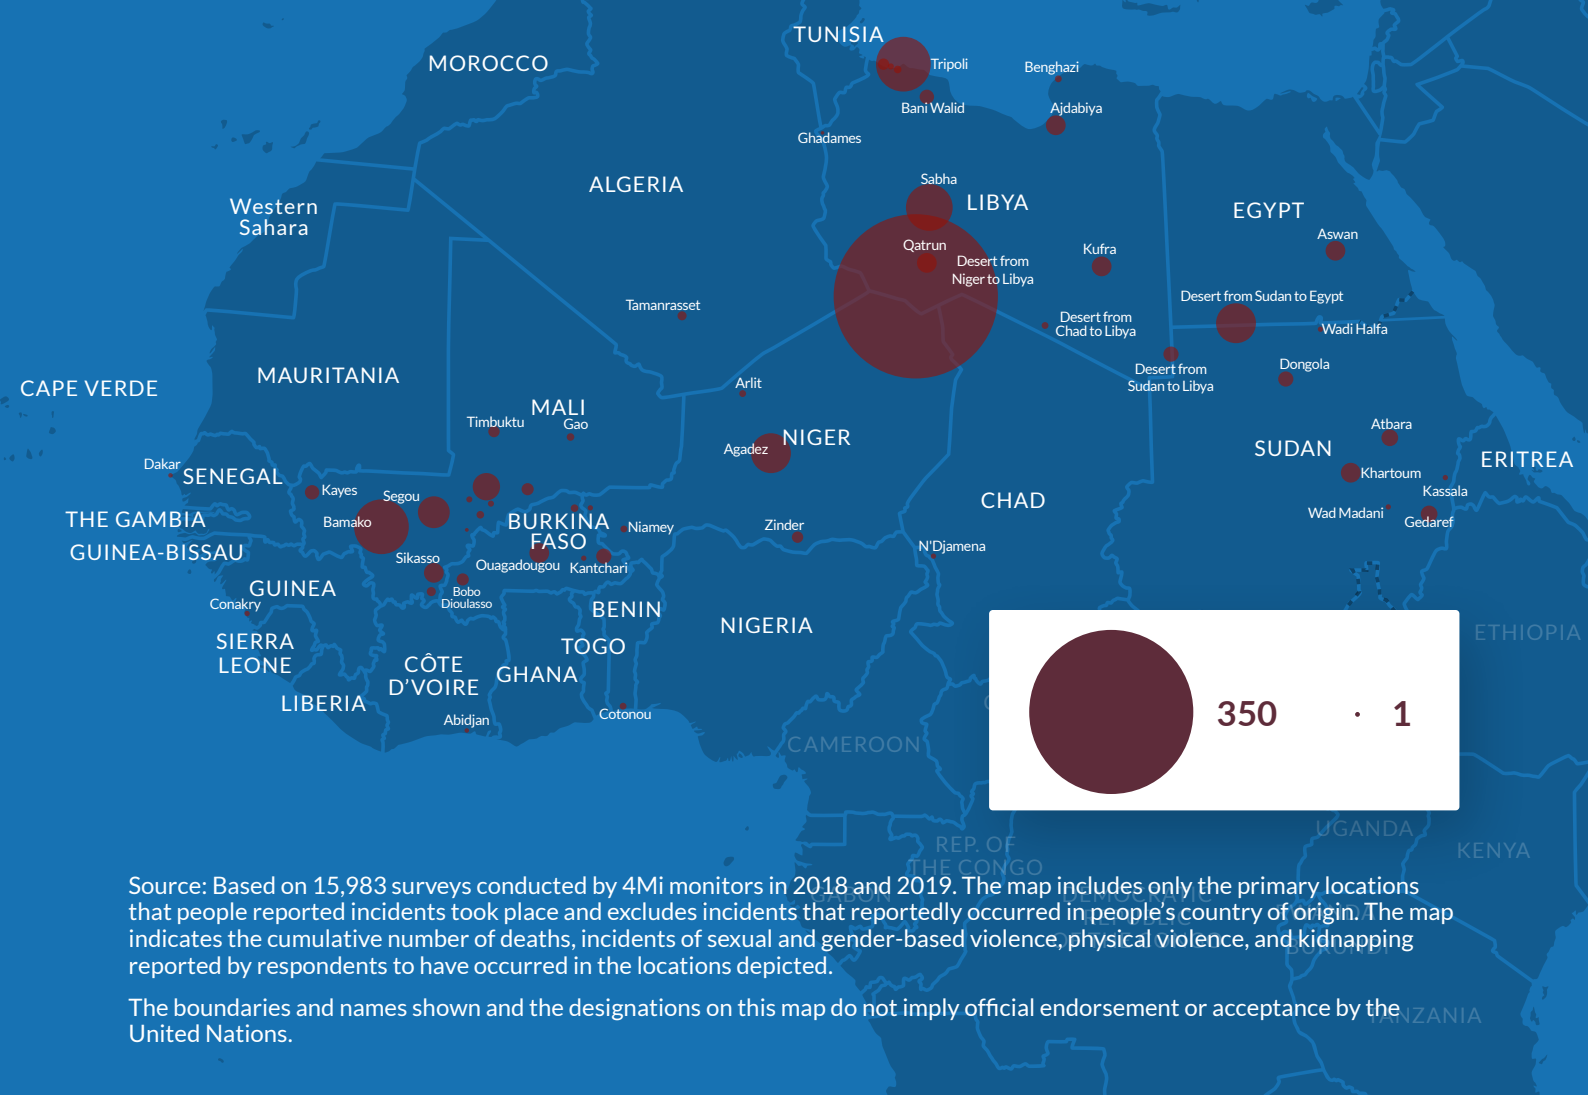 TUNISIA
MOROCCO
Tripoli
Benghazi
Bani Walid
Ajdabiya
Ghadames
ALGERIA
Sabha
LIBYA
Western
Sahara
EGYPT
Aswan
Qatrun
Kufra
Desert from
Niger to Libya
Desert from Sudan to Egypt
Tamanrasset
Desert from
Chad to Libya
Wadi Halfa
Desert from
Sudan to Libya
Dongola
MAURITANIA
CAPE VERDE
Arlit
MALI
Timbuktu
Gao
Atbara
Agadez
NIGER
SUDAN
ERITREA
Dakar
SENEGAL
Kayes
Segou
Khartoum
Kassala
CHAD
THE GAMBIA
Bamako
BURKINA
FASO
Niamey
Zinder
Wad Madani
Gedaref
GUINEA-BISSAU
Sikasso
Ouagadougou
Kantchari
N'Djamena
GUINEA
Bobo
Dioulasso
Conakry
BENIN
NIGERIA
ETHIOPIA
SIERRA
LEONE
TOGO
CÔTE
D’VOIRE
GHANA
LIBERIA
Abidjan
Cotonou
350
1
CAMEROON
UGANDA
REP. OF
THE CONGO
KENYA
GABON
DEMOCRATIC
BURUNDI
TANZANIA
Source: Based on 15,983 surveys conducted by 4Mi monitors in 2018 and 2019. The map includes only the primary locations
that people reported incidents took place and excludes incidents that reportedly occurred in people's country of origin. The map
indicates the cumulative number of deaths, incidents of sexual and gender-based violence, physical violence, and kidnapping
reported by respondents to have occurred in the locations depicted.
The boundaries and names shown and the designations on this map do not imply official endorsement or acceptance by the
United Nations.